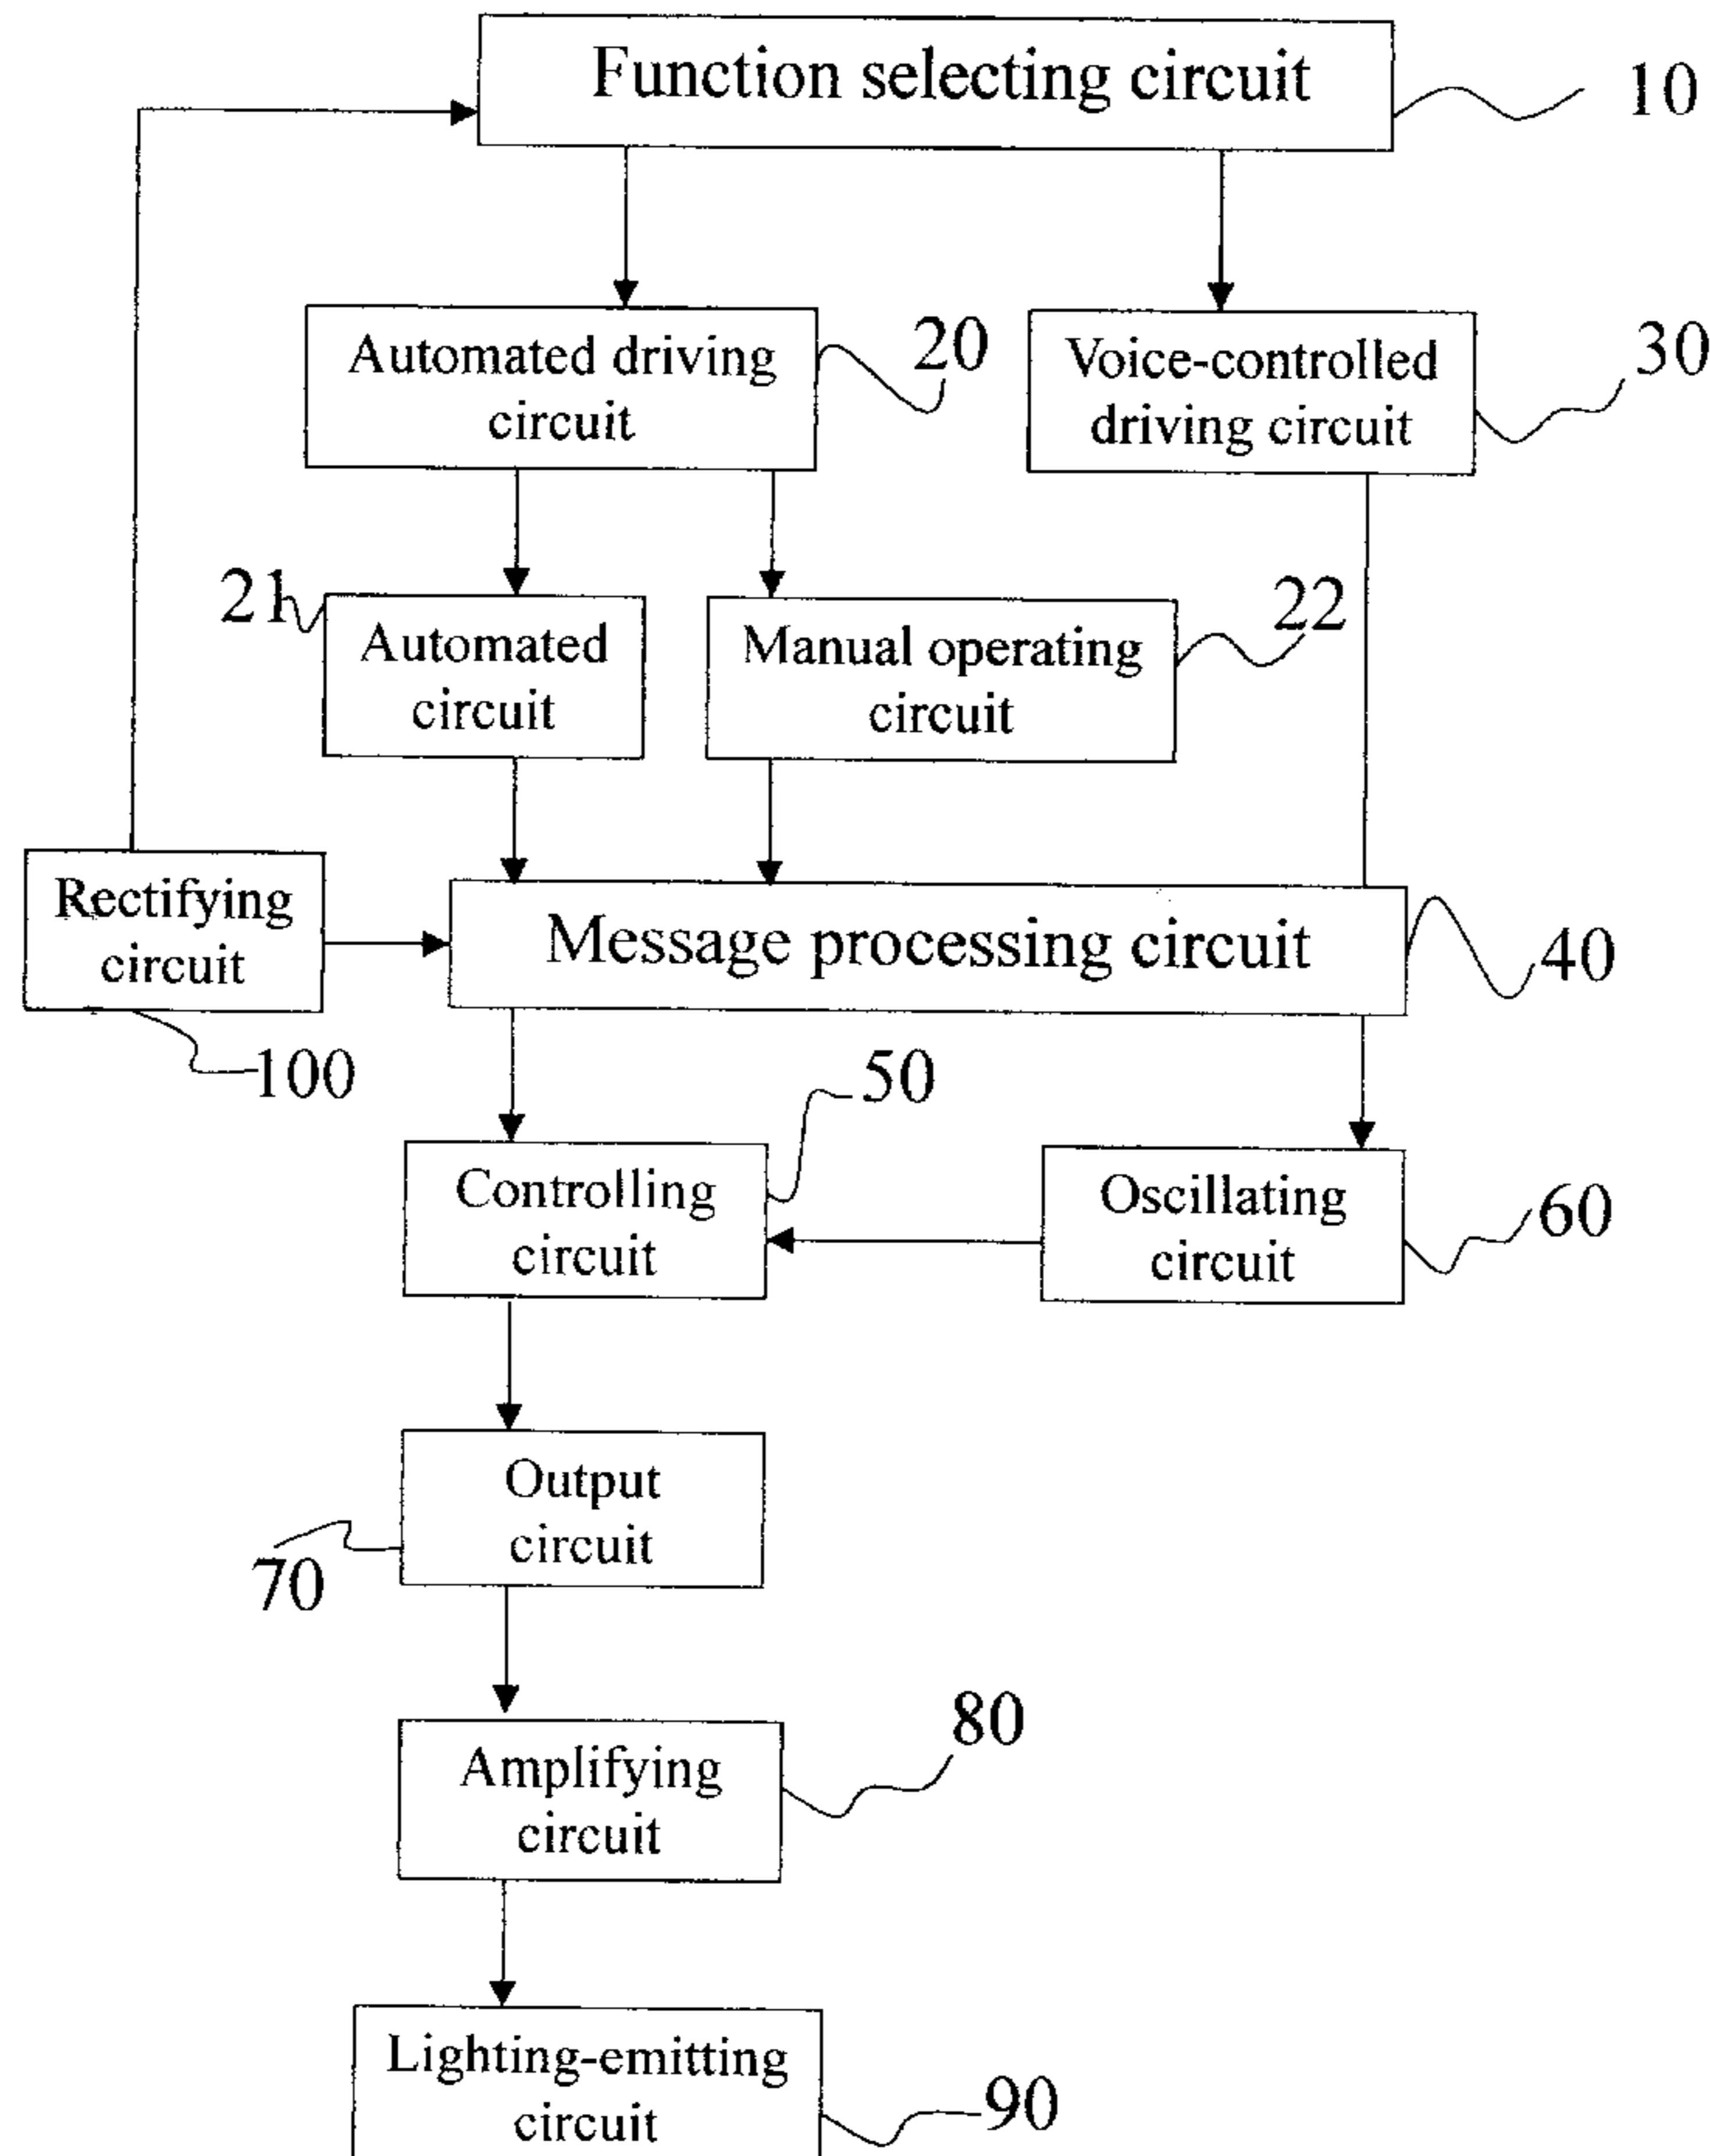 Function selecting circuit
10
Automated driving
circuit
20
Voice-controlled
driving circuit
30
21
Automated
circuit
Manual operating
circuit
22
Rectifying
circuit
100
Message processing circuit
40
50
Controlling
circuit
Oscillating
circuit
60
Output
circuit
70
Amplifying
circuit
80
Lighting-emitting
circuit
90